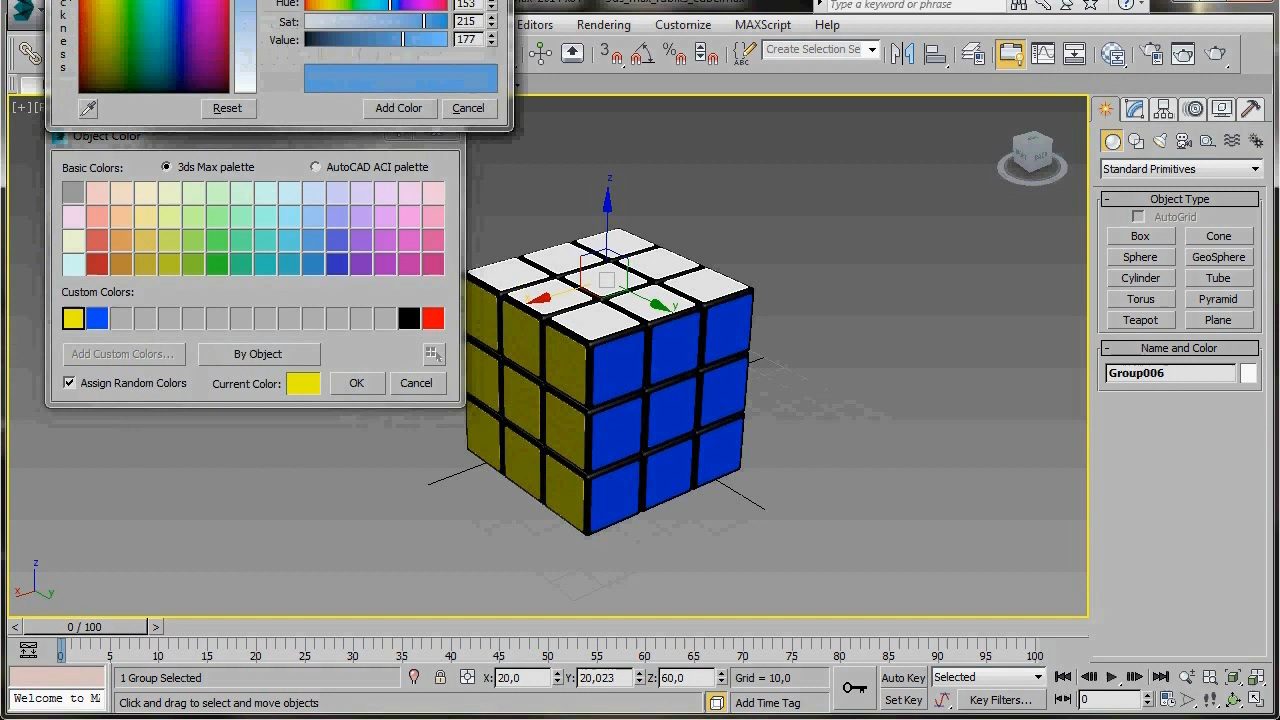 Hue: 153
Sat: 215
Value: 177
Reset
Add Color
Cancel
Editors
Rendering
Customize
MAXScript
Help
Type a keyword or phrase
3
%
ABC
Create Selection Se
[+]
Object Color
Basic Colors:
3ds Max palette
AutoCAD ACI palette
Custom Colors:
Add Custom Colors...
By Object
Assign Random Colors
Current Color:
OK
Cancel
z
x
y
z
x
y
Standard Primitives
- Object Type
AutoGrid
Box
Cone
Sphere
GeoSphere
Cylinder
Tube
Torus
Pyramid
Teapot
Plane
- Name and Color
Group006
< 0 / 100 >
0 5 10 15 20 25 30 35 40 45 50 55 60 65 70 75 80 85 90 95 100
1 Group Selected
X: 20,0
Y: 20,023
Z: 60,0
Grid = 10,0
Auto Key
Selected
Welcome to M
Click and drag to select and move objects
Add Time Tag
Set Key
Key Filters...
0